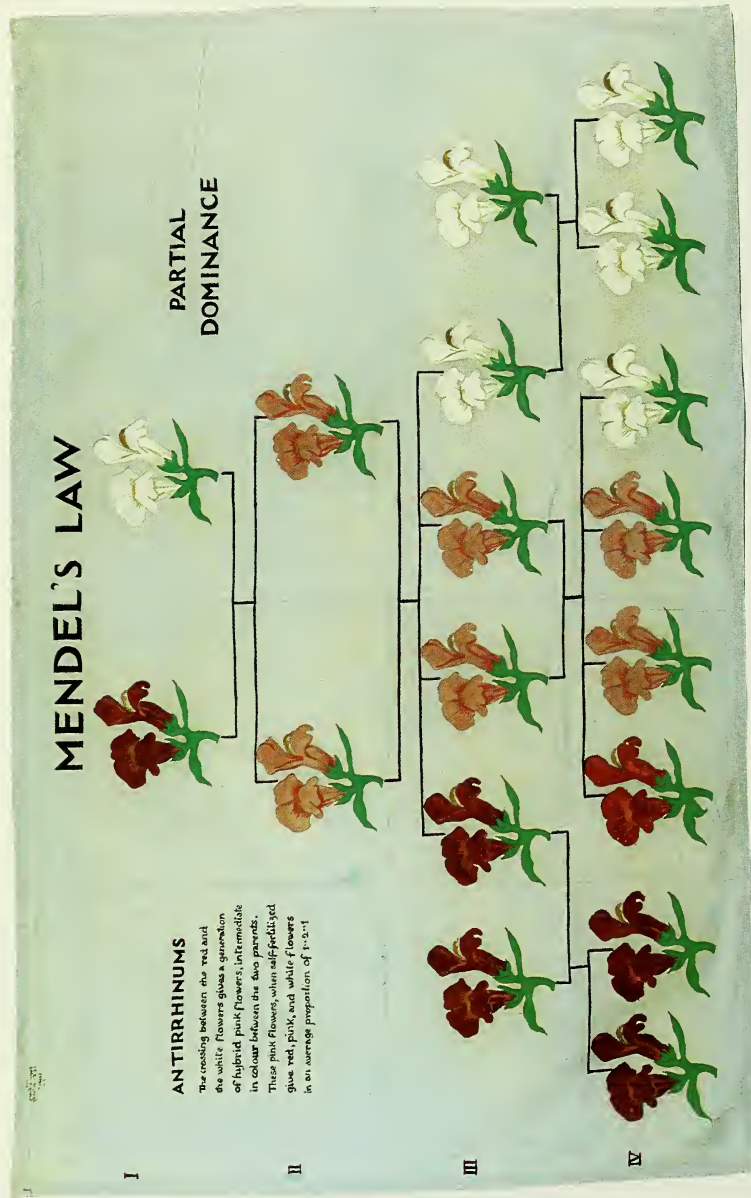 MENDEL'S LAW
PARTIAL
DOMINANCE
ANTIRRHINUMS
The crossing between the red and
the white flowers gives a generation
of hybrid pink flowers, intermediate
in colour between the two parents.
These pink flowers, when self-fertilized
give red, pink, and white flowers
in an average proportion of 1··2··1
I
II
III
IV